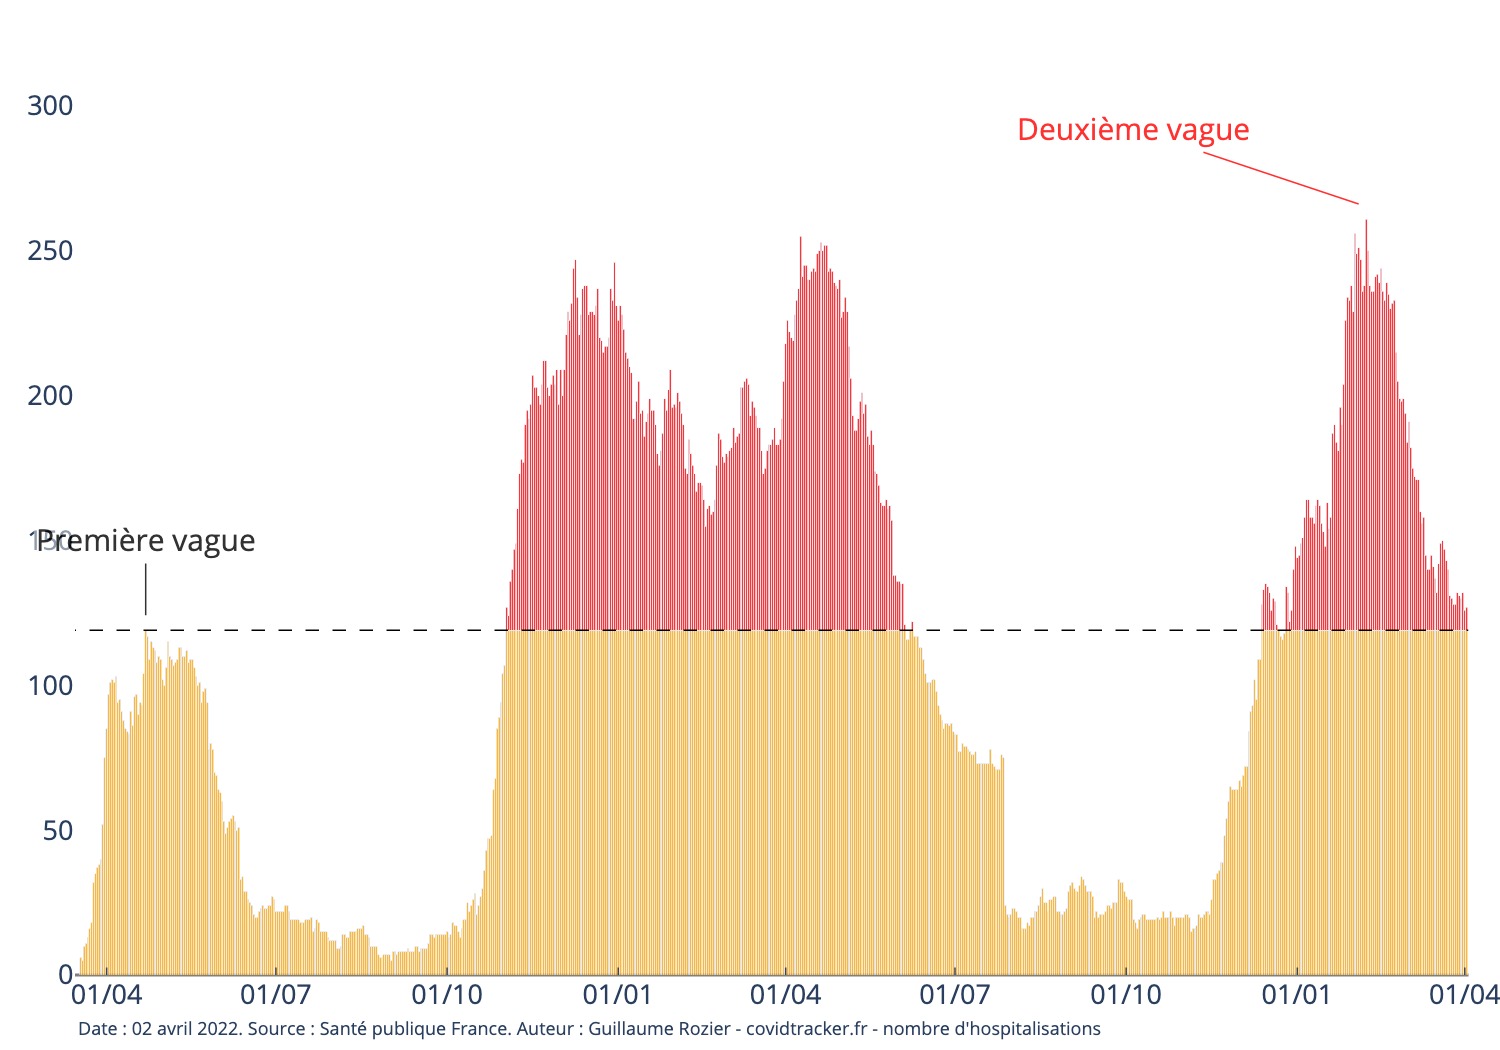 300
Deuxième vague
250
200
150
Première vague
100
50
0
01/04 01/07 01/10 01/01 01/04 01/07 01/10 01/01 01/04
Date : 02 avril 2022. Source : Santé publique France. Auteur : Guillaume Rozier - covidtracker.fr - nombre d'hospitalisations